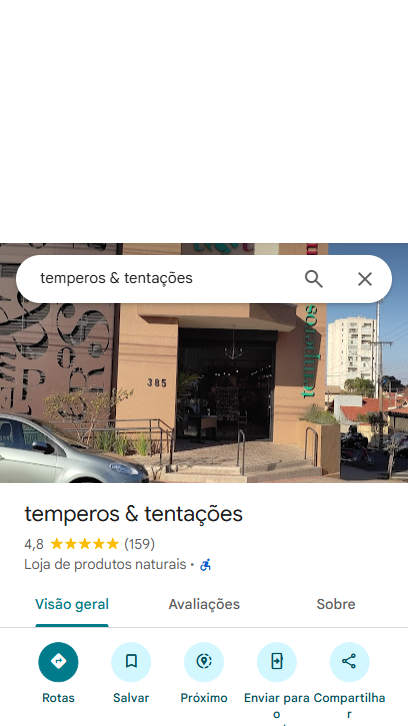 temperos & tentações
temperos
385
temperos & tentações
4,8 (159)
Loja de produtos naturais ·
Visão geral
Avaliações
Sobre
Rotas
Salvar
Próximo
Enviar para
o
Compartilha
r